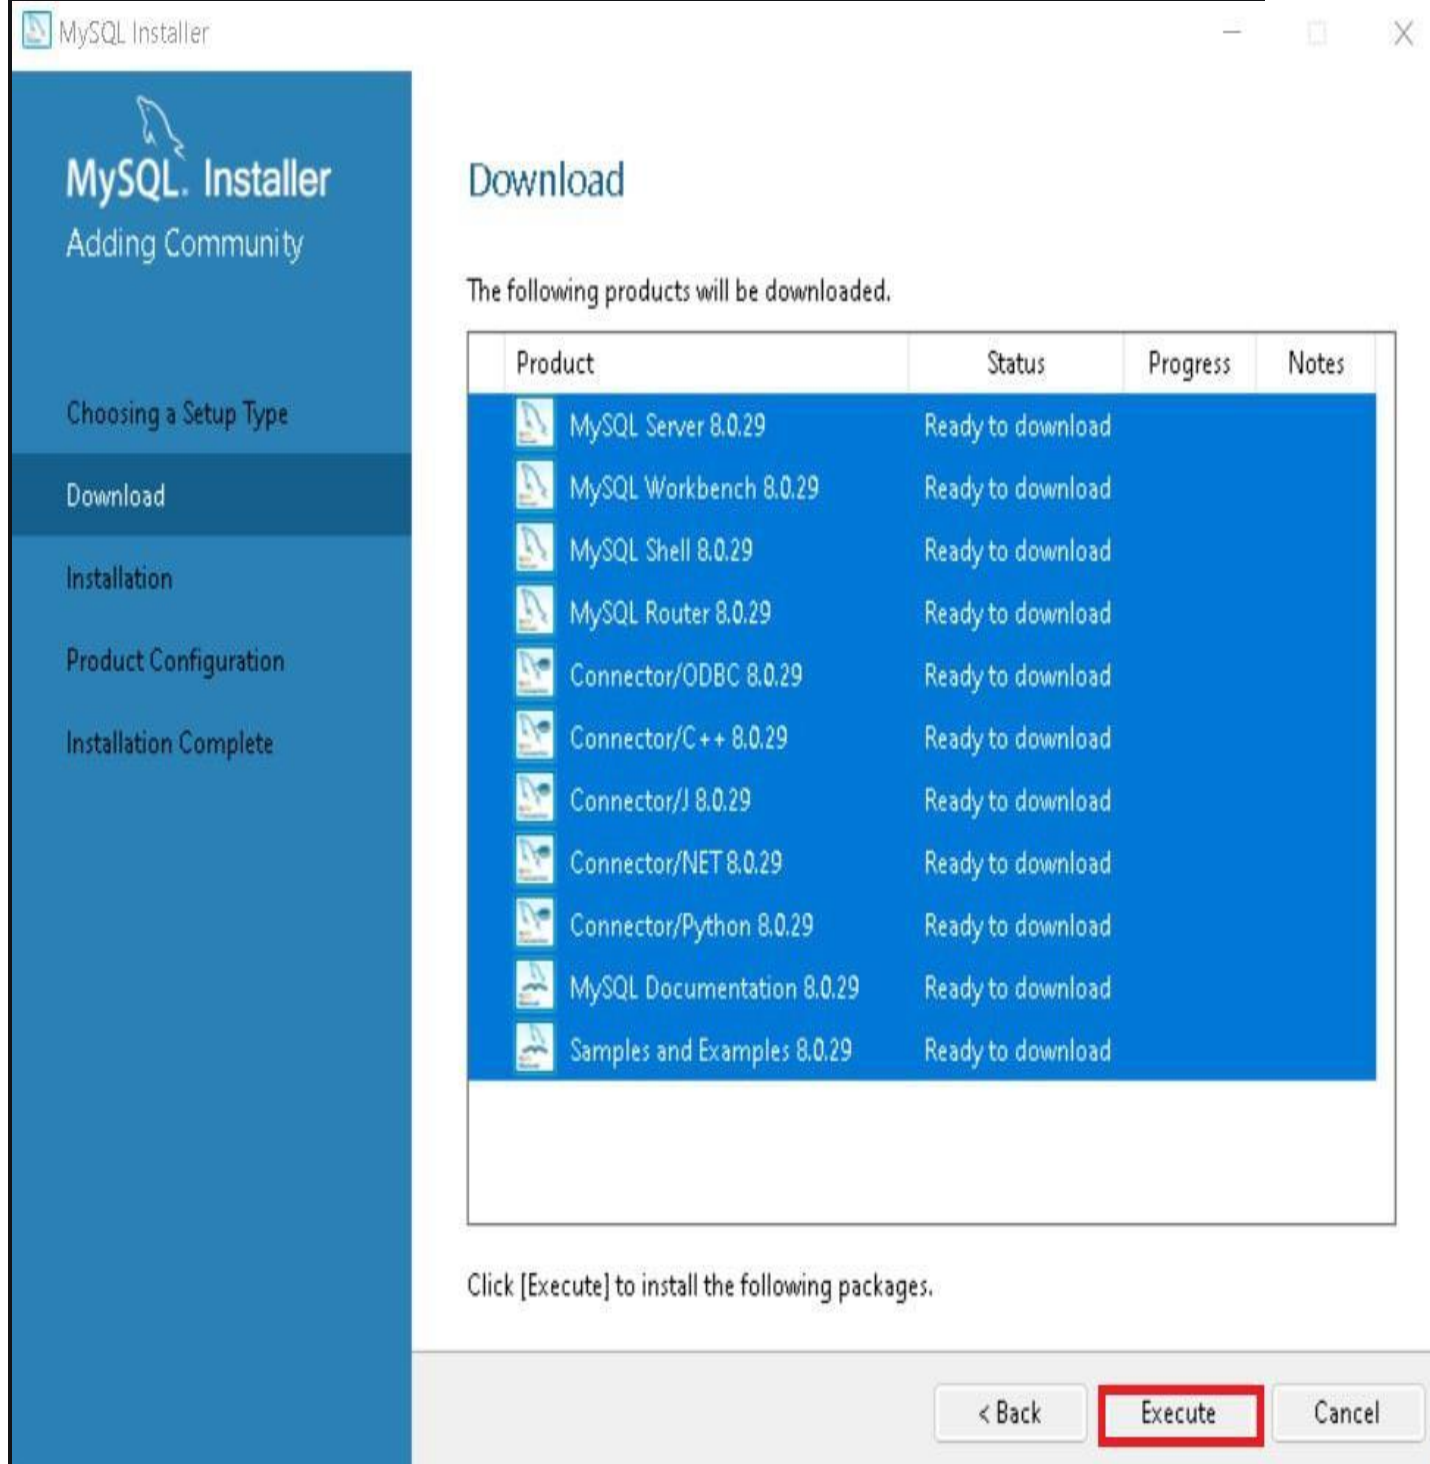 MySQL Installer
MySQL. Installer
Adding Community
Choosing a Setup Type
Download
Installation
Product Configuration
Installation Complete
Download
The following products will be downloaded.
Product Status Progress Notes
MySQL Server 8.0.29 Ready to download
MySQL Workbench 8.0.29 Ready to download
MySQL Shell 8.0.29 Ready to download
MySQL Router 8.0.29 Ready to download
Connector/ODBC 8.0.29 Ready to download
Connector/C++ 8.0.29 Ready to download
Connector/J 8.0.29 Ready to download
Connector/NET 8.0.29 Ready to download
Connector/Python 8.0.29 Ready to download
MySQL Documentation 8.0.29 Ready to download
Samples and Examples 8.0.29 Ready to download
Click [Execute] to install the following packages.
< Back Execute Cancel